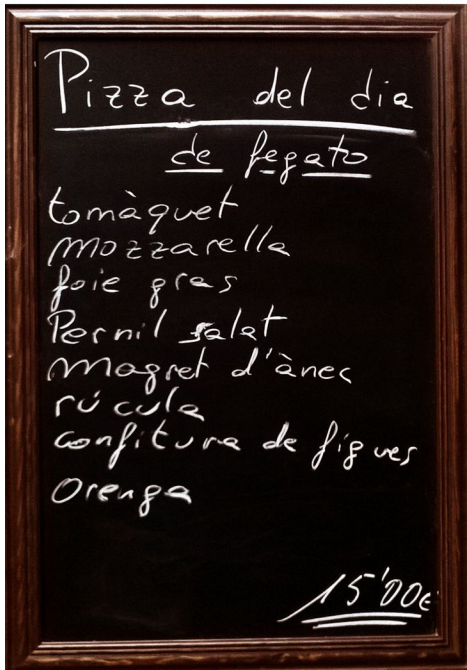 Pizza del dia
de fegato
tomàquet
mozzarella
foie gras
Pernil salat
Magret d'ànec
rúcula
confitura de figues
Orenga
15'00€